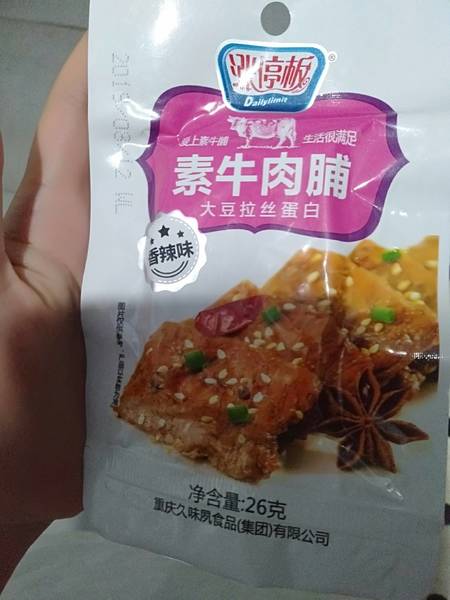 涨停板
®
Dailylimit
爱上素牛脯 生活很满足
素牛肉脯
大豆拉丝蛋白
香辣味
净含量:26克
重庆久味夙食品(集团)有限公司